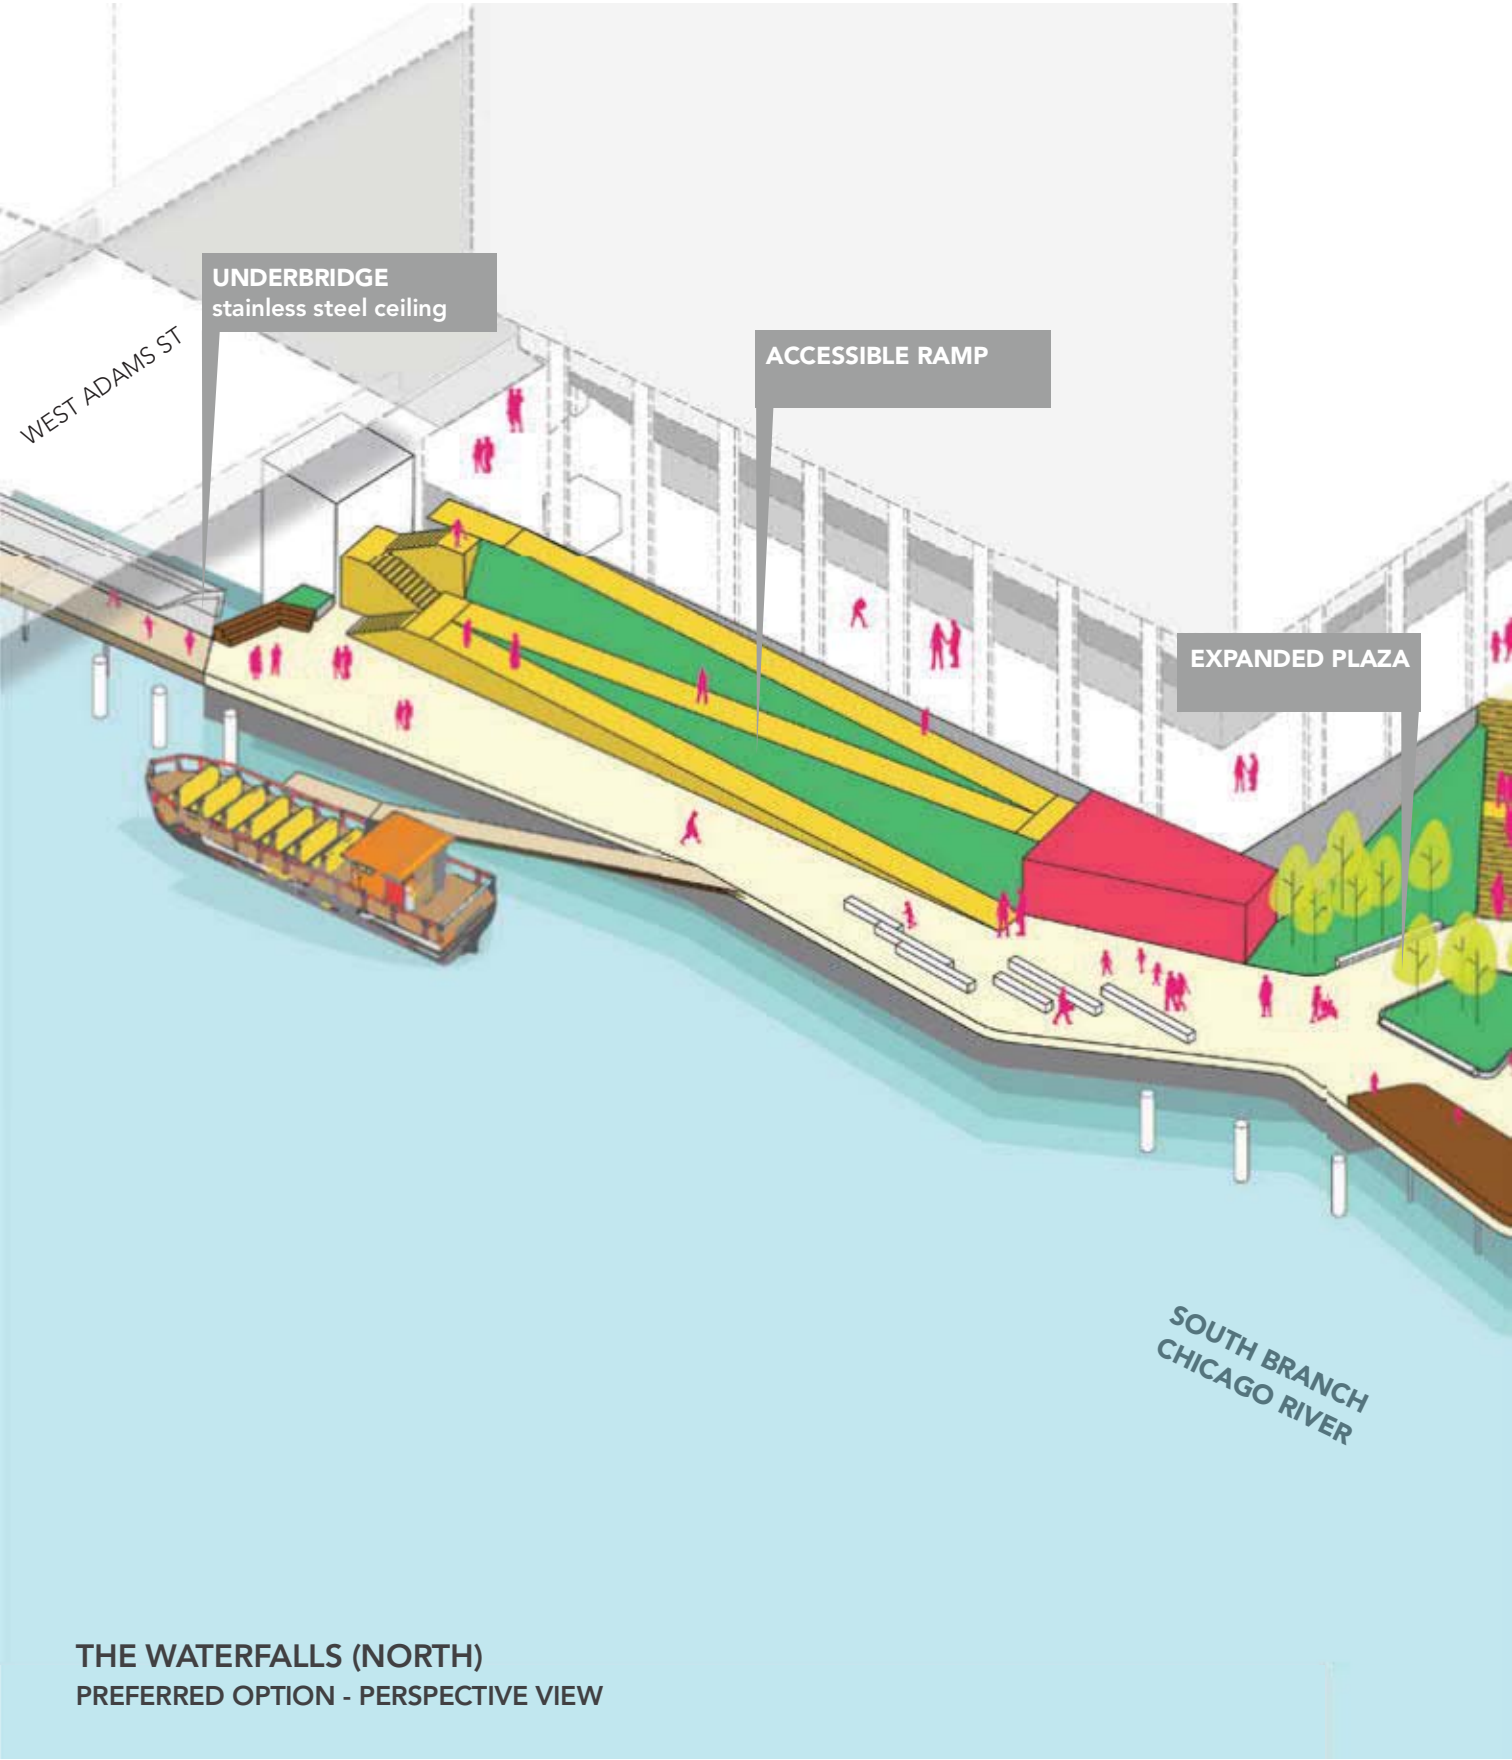 UNDERBRIDGE
stainless steel ceiling
WEST ADAMS ST
ACCESSIBLE RAMP
EXPANDED PLAZA
SOUTH BRANCH
CHICAGO RIVER
THE WATERFALLS (NORTH)
PREFERRED OPTION - PERSPECTIVE VIEW